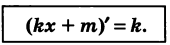 (kx + m)′ = k.